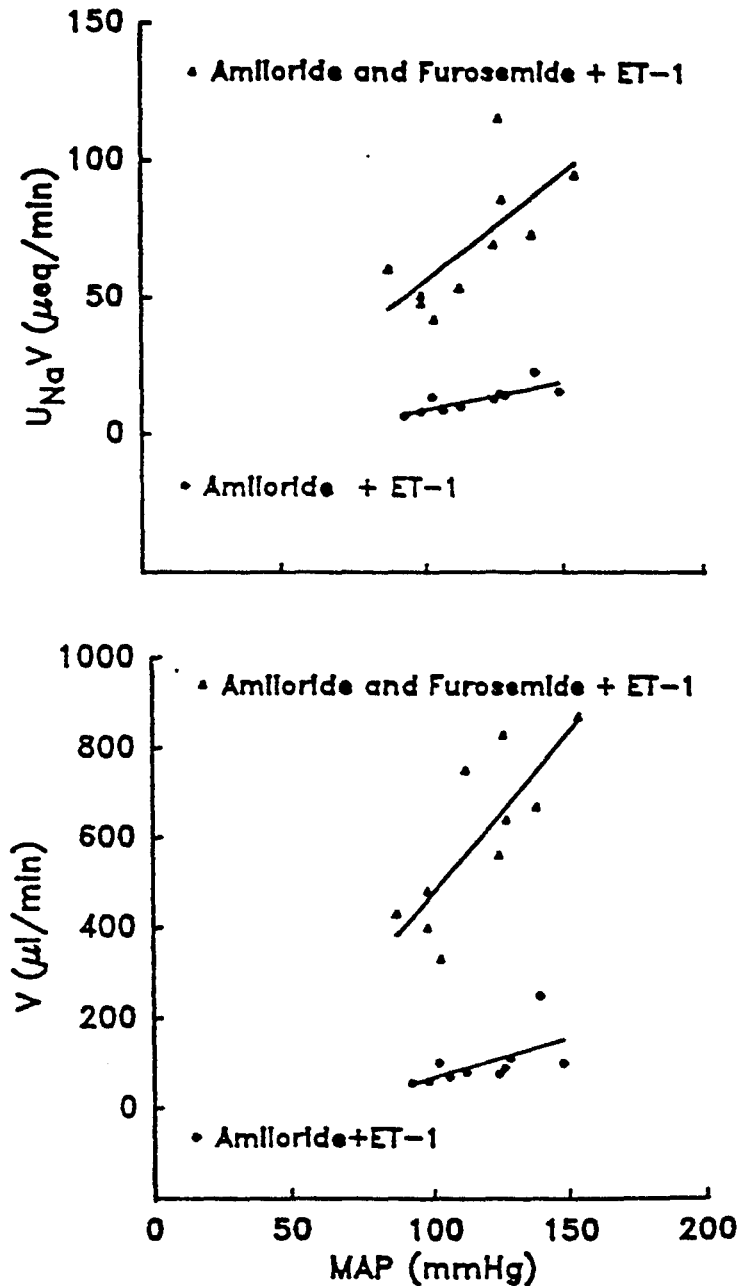 150
▲ Amiloride and Furosemide + ET-1
100
50
0
U_Na V (μeq/min)
● Amiloride + ET-1
1000
▲ Amiloride and Furosemide + ET-1
800
600
400
200
0
V (μl/min)
● Amiloride+ET-1
0 50 100 150 200
MAP (mmHg)